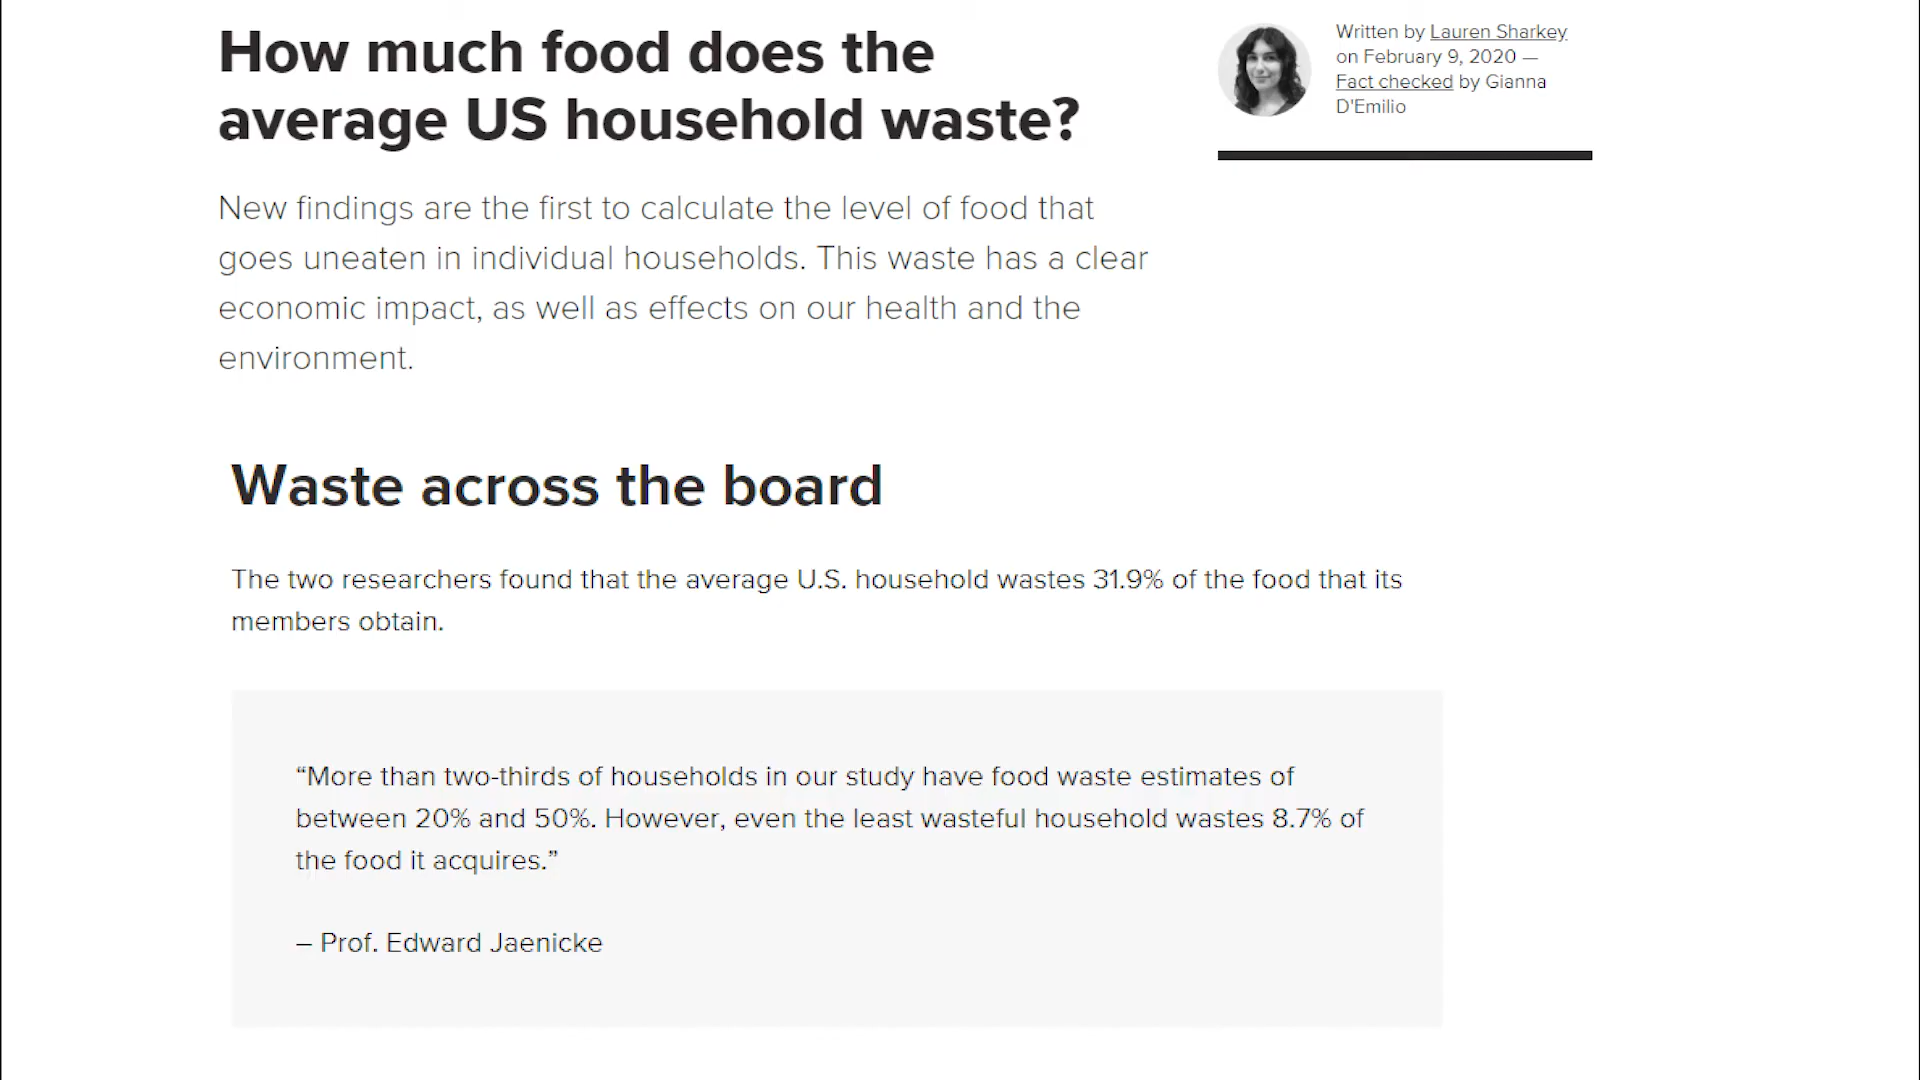 How much food does the
average US household waste?
Written by Lauren Sharkey
on February 9, 2020 —
Fact checked by Gianna
D'Emilio
New findings are the first to calculate the level of food that
goes uneaten in individual households. This waste has a clear
economic impact, as well as effects on our health and the
environment.
Waste across the board
The two researchers found that the average U.S. household wastes 31.9% of the food that its
members obtain.
“More than two-thirds of households in our study have food waste estimates of
between 20% and 50%. However, even the least wasteful household wastes 8.7% of
the food it acquires.”
– Prof. Edward Jaenicke